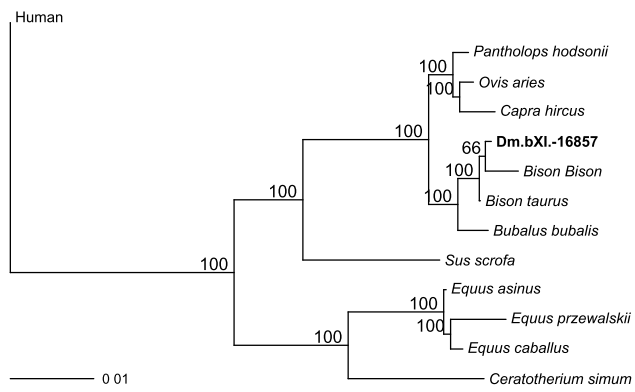 Human
Pantholops hodsonii
100
Ovis aries
100
Capra hircus
100
Dm.bXI.-16857
66
Bison Bison
100
100
Bison taurus
100
Bubalus bubalis
Sus scrofa
100
Equus asinus
100
Equus przewalskii
100
Equus caballus
100
Ceratotherium simum
0 01